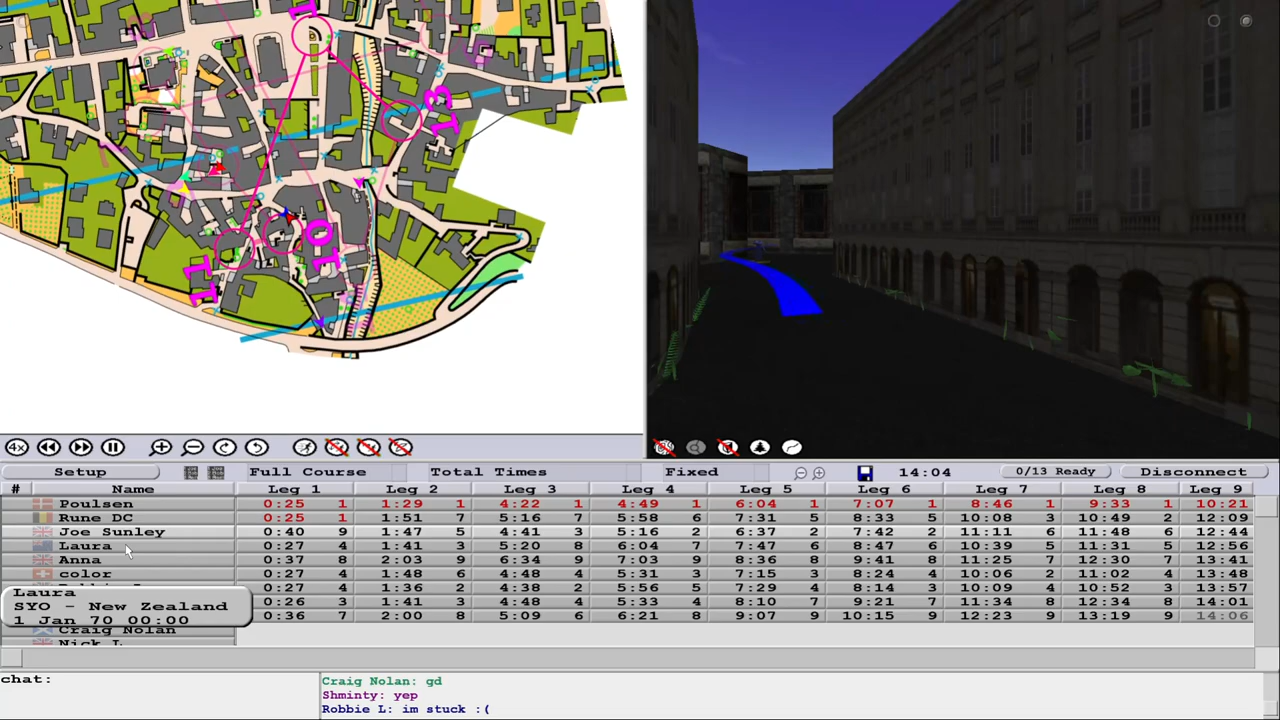 1
13
10
11
4X
Setup
Full Course
Total Times
Fixed
14:04
0/13 Ready
Disconnect
# Name Leg 1 Leg 2 Leg 3 Leg 4 Leg 5 Leg 6 Leg 7 Leg 8 Leg 9
Poulsen 0:25 1 1:29 1 4:22 1 4:49 1 6:04 1 7:07 1 8:46 1 9:33 1 10:21
Rune DC 0:25 1 1:51 7 5:16 7 5:58 6 7:31 5 8:33 5 10:08 3 10:49 2 12:09
Joe Sunley 0:40 9 1:47 5 4:41 3 5:16 2 6:37 2 7:42 2 11:11 6 11:48 6 12:44
Laura 0:27 4 1:41 3 5:20 8 6:04 7 7:47 6 8:47 6 10:39 5 11:31 5 12:56
Anna 0:37 8 2:03 9 6:34 9 7:03 9 8:36 8 9:41 8 11:25 7 12:30 7 13:41
color 0:27 4 1:48 6 4:48 4 5:31 3 7:15 3 8:24 4 10:06 2 11:02 4 13:48
0:27 4 1:36 2 4:38 2 5:56 5 7:29 4 8:14 3 10:09 4 10:52 3 13:57
0:26 3 1:41 3 4:48 4 5:33 4 8:10 7 9:21 7 11:34 8 12:34 8 14:01
0:36 7 2:00 8 5:09 6 6:21 8 9:07 9 10:15 9 12:23 9 13:19 9 14:06
Laura
SYO - New Zealand
1 Jan 70 00:00
Craig Nolan
Nick L
chat:
Craig Nolan: gd
Shminty: yep
Robbie L: im stuck :(